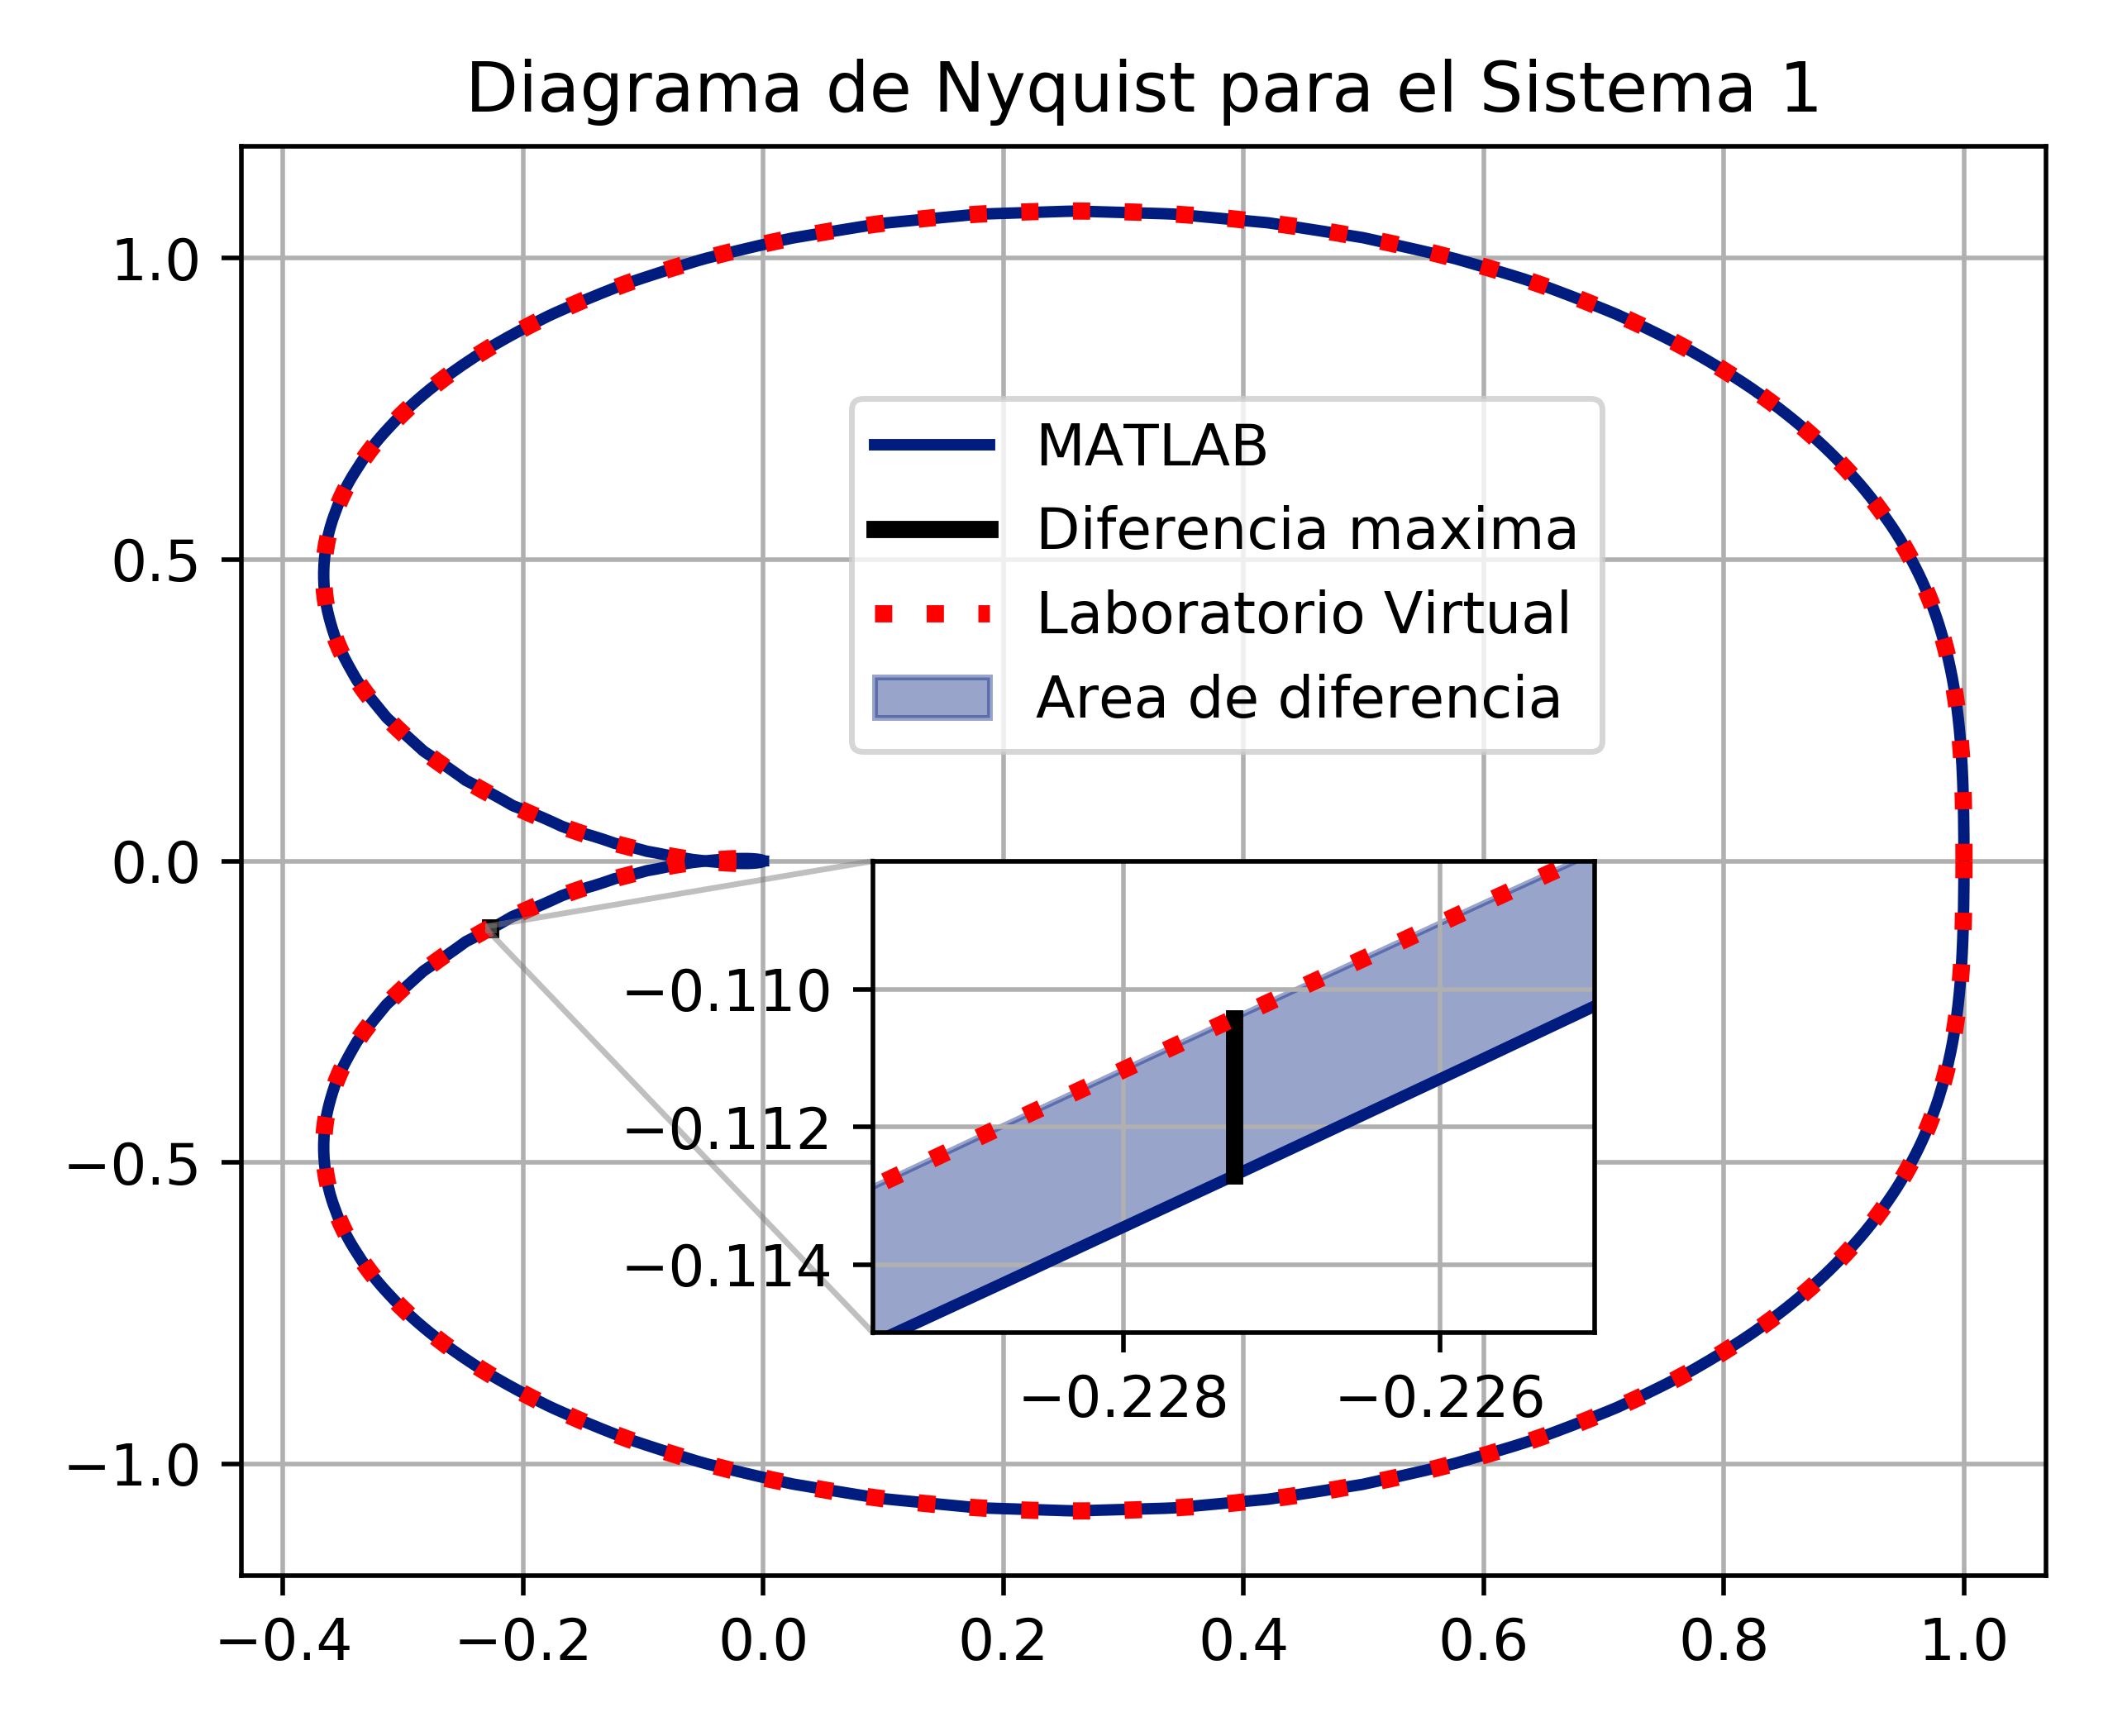 Diagrama de Nyquist para el Sistema 1
1.0
0.5
0.0
−0.5
−1.0
MATLAB
Diferencia maxima
Laboratorio Virtual
Area de diferencia
−0.110
−0.112
−0.114
−0.228 −0.226
−0.4 −0.2 0.0 0.2 0.4 0.6 0.8 1.0